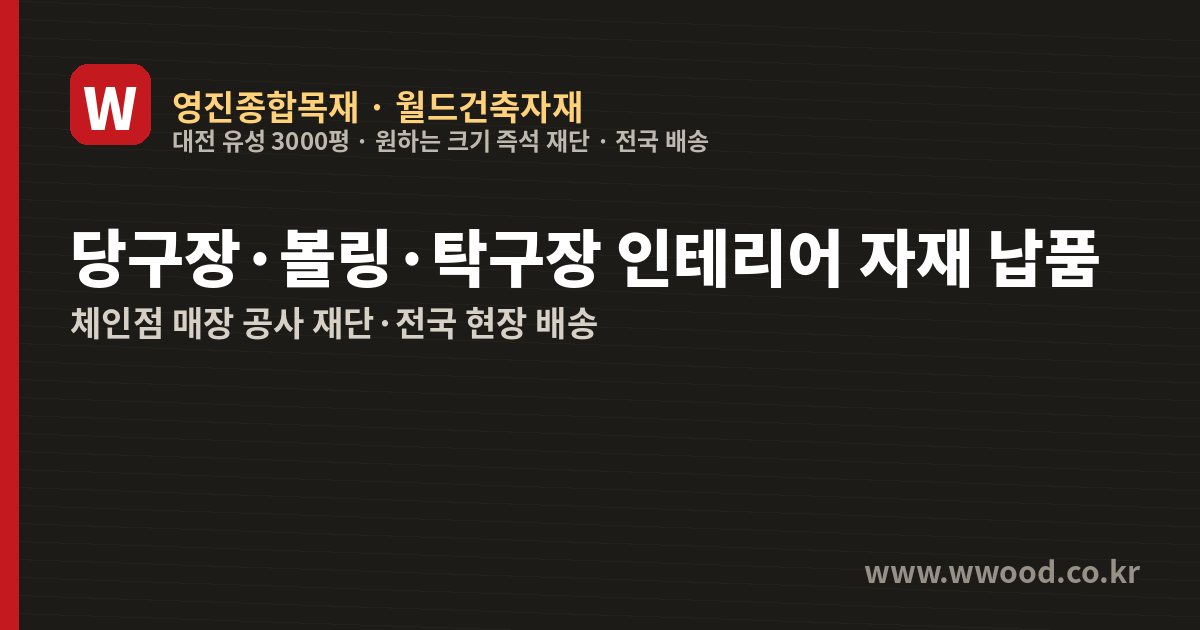 W
영진종합목재 · 월드건축자재
대전 유성 3000평 · 원하는 크기 즉석 재단 · 전국 배송
당구장·볼링·탁구장 인테리어 자재 납품
체인점 매장 공사 재단·전국 현장 배송
www.wwood.co.kr